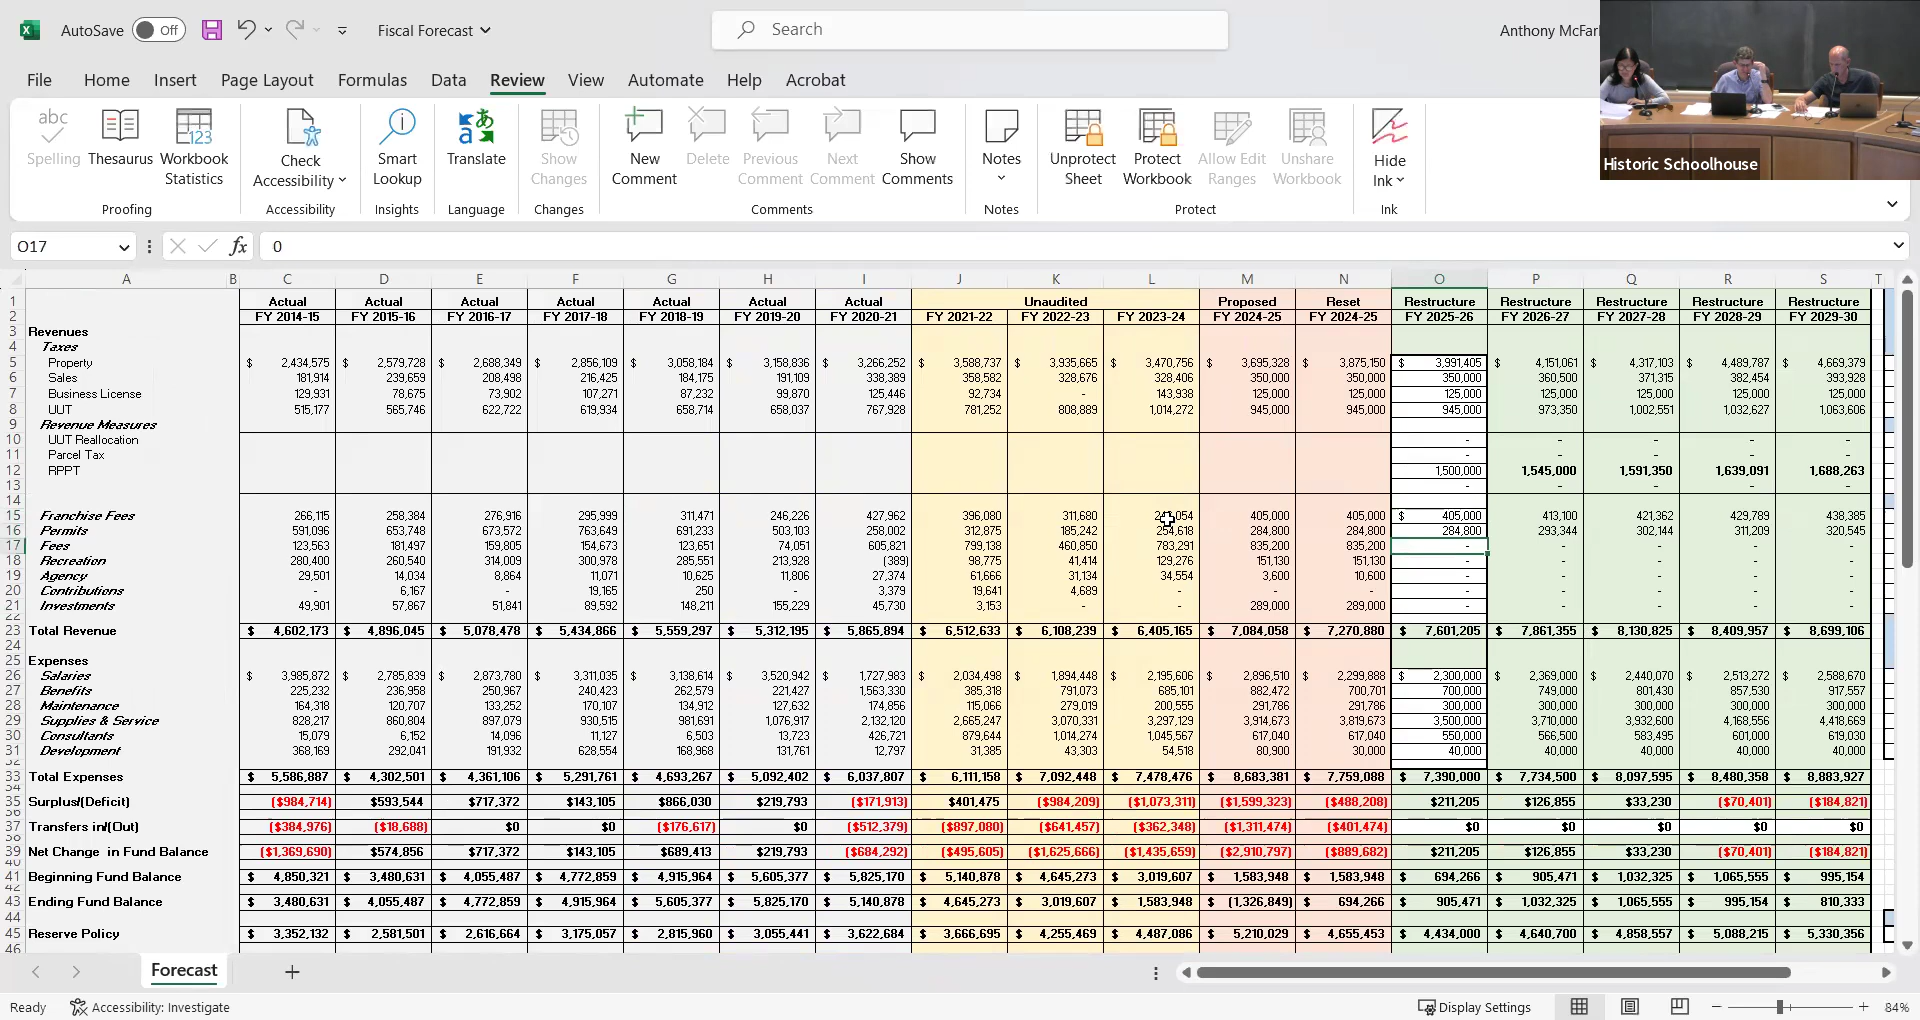 AutoSave Off Fiscal Forecast Search Anthony McFarl
File Home Insert Page Layout Formulas Data Review View Automate Help Acrobat
abc 123
Spelling Thesaurus Workbook Statistics Check Accessibility Smart Lookup Translate Show Changes New Comment Delete Previous Comment Next Comment Show Comments Notes Unprotect Sheet Protect Workbook Allow Edit Ranges Unshare Workbook Hide Ink
Proofing Accessibility Insights Language Changes Comments Notes Protect Ink
Historic Schoolhouse
O17 fx 0
A B C D E F G H I J K L M N O P Q R S T
1 Actual Actual Actual Actual Actual Actual Actual Unaudited Proposed Reset Restructure Restructure Restructure Restructure Restructure
2 FY 2014-15 FY 2015-16 FY 2016-17 FY 2017-18 FY 2018-19 FY 2019-20 FY 2020-21 FY 2021-22 FY 2022-23 FY 2023-24 FY 2024-25 FY 2024-25 FY 2025-26 FY 2026-27 FY 2027-28 FY 2028-29 FY 2029-30
3 Revenues
4 Taxes
5 Property $ 2,434,575 $ 2,579,728 $ 2,688,349 $ 2,856,109 $ 3,058,184 $ 3,158,836 $ 3,266,252 $ 3,588,737 $ 3,935,665 $ 3,470,756 $ 3,695,328 $ 3,875,150 $ 3,991,405 $ 4,151,061 $ 4,317,103 $ 4,489,787 $ 4,669,379
6 Sales 181,914 239,659 208,498 216,425 184,175 191,109 338,389 358,582 328,676 328,406 350,000 350,000 350,000 360,500 371,315 382,454 393,928
7 Business License 129,931 78,675 73,902 107,271 87,232 99,870 125,446 92,734 - 143,938 125,000 125,000 125,000 125,000 125,000 125,000 125,000
8 UUT 515,177 565,746 622,722 619,934 658,714 658,037 767,928 781,252 808,889 1,014,272 945,000 945,000 945,000 973,350 1,002,551 1,032,627 1,063,606
9 Revenue Measures
10 UUT Reallocation - - - - -
11 Parcel Tax - - - - -
12 RPPT 1,500,000 1,545,000 1,591,350 1,639,091 1,688,263
13 - - - - -
14
15 Franchise Fees 266,115 258,384 276,916 295,999 311,471 246,226 427,962 396,080 311,680 405,000 405,000 $ 405,000 413,100 421,362 429,789 438,385
16 Permits 591,096 653,748 673,572 763,649 691,233 503,103 258,002 312,875 185,242 254,618 284,800 284,800 284,800 293,344 302,144 311,209 320,545
17 Fees 123,563 181,497 159,805 154,673 123,651 74,051 605,821 799,138 460,850 783,291 835,200 835,200 - - - - -
18 Recreation 280,400 260,540 314,009 300,978 285,551 213,928 (389) 98,775 41,414 129,276 151,130 151,130 - - - - -
19 Agency 29,501 14,034 8,864 11,071 10,625 11,806 27,374 61,666 31,134 34,554 3,600 10,600 - - - - -
20 Contributions - 6,167 - 19,165 250 - 3,379 19,641 4,689 - - - - - - - -
21 Investments 49,901 57,867 51,841 89,592 148,211 155,229 45,730 3,153 - - 289,000 289,000 - - - - -
22
23 Total Revenue $ 4,602,173 $ 4,896,045 $ 5,078,478 $ 5,434,866 $ 5,559,297 $ 5,312,195 $ 5,865,894 $ 6,512,633 $ 6,108,239 $ 6,405,165 $ 7,084,058 $ 7,270,880 $ 7,601,205 $ 7,861,355 $ 8,130,825 $ 8,409,957 $ 8,699,106
24
25 Expenses
26 Salaries $ 3,985,872 $ 2,785,839 $ 2,873,780 $ 3,311,035 $ 3,138,614 $ 3,520,942 $ 1,727,983 $ 2,034,498 $ 1,894,448 $ 2,195,606 $ 2,896,510 $ 2,299,888 $ 2,300,000 $ 2,369,000 $ 2,440,070 $ 2,513,272 $ 2,588,670
27 Benefits 225,232 236,958 250,967 240,423 262,579 221,427 1,563,330 385,318 791,073 685,101 882,472 700,701 700,000 749,000 801,430 857,530 917,557
28 Maintenance 164,318 120,707 133,252 170,107 134,912 127,632 174,856 115,066 279,019 200,555 291,786 291,786 300,000 300,000 300,000 300,000 300,000
29 Supplies & Service 828,217 860,804 897,079 930,515 981,691 1,076,917 2,132,120 2,665,247 3,070,331 3,297,129 3,914,673 3,819,673 3,500,000 3,710,000 3,932,600 4,168,556 4,418,669
30 Consultants 15,079 6,152 14,096 11,127 6,503 13,723 426,721 879,644 1,014,274 1,045,567 617,040 617,040 550,000 566,500 583,495 601,000 619,030
31 Development 368,169 292,041 191,932 628,554 168,968 131,761 12,797 31,385 43,303 54,518 80,900 30,000 40,000 40,000 40,000 40,000 40,000
32
33 Total Expenses $ 5,586,887 $ 4,302,501 $ 4,361,106 $ 5,291,761 $ 4,693,267 $ 5,092,402 $ 6,037,807 $ 6,111,158 $ 7,092,448 $ 7,478,476 $ 8,683,381 $ 7,759,088 $ 7,390,000 $ 7,734,500 $ 8,097,595 $ 8,480,358 $ 8,883,927
34
35 Surplus/(Deficit) ($984,714) $593,544 $717,372 $143,105 $866,030 $219,793 ($171,913) $401,475 ($984,209) ($1,073,311) ($1,599,323) ($488,208) $211,205 $126,855 $33,230 ($70,401) ($184,821)
36
37 Transfers in/(Out) ($384,976) ($18,688) $0 $0 ($176,617) $0 ($512,379) ($897,080) ($641,457) ($362,348) ($1,311,474) ($401,474) $0 $0 $0 $0 $0
38
39 Net Change in Fund Balance ($1,369,690) $574,856 $717,372 $143,105 $689,413 $219,793 ($684,292) ($495,605) ($1,625,666) ($1,435,659) ($2,910,797) ($889,682) $211,205 $126,855 $33,230 ($70,401) ($184,821)
40
41 Beginning Fund Balance $ 4,850,321 $ 3,480,631 $ 4,055,487 $ 4,772,859 $ 4,915,964 $ 5,605,377 $ 5,825,170 $ 5,140,878 $ 4,645,273 $ 3,019,607 $ 1,583,948 $ 1,583,948 $ 694,266 $ 905,471 $ 1,032,325 $ 1,065,555 $ 995,154
42
43 Ending Fund Balance $ 3,480,631 $ 4,055,487 $ 4,772,859 $ 4,915,964 $ 5,605,377 $ 5,825,170 $ 5,140,878 $ 4,645,273 $ 3,019,607 $ 1,583,948 $ (1,326,849) $ 694,266 $ 905,471 $ 1,032,325 $ 1,065,555 $ 995,154 $ 810,333
44
45 Reserve Policy $ 3,352,132 $ 2,581,501 $ 2,616,664 $ 3,175,057 $ 2,815,960 $ 3,055,441 $ 3,622,684 $ 3,666,695 $ 4,255,469 $ 4,487,086 $ 5,210,029 $ 4,655,453 $ 4,434,000 $ 4,640,700 $ 4,858,557 $ 5,088,215 $ 5,330,356
46
Forecast
Ready Accessibility: Investigate Display Settings 84%